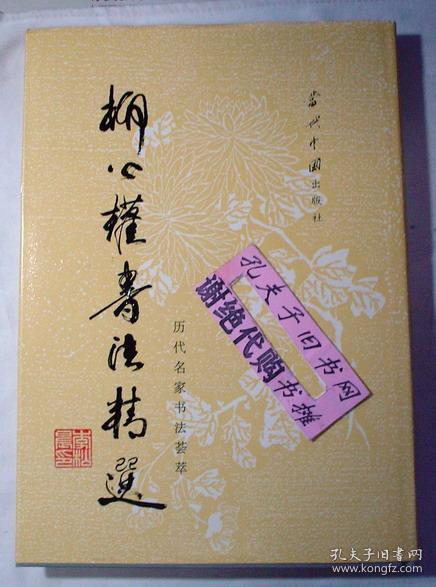 柳公權書法精選
历代名家书法荟萃
當代中國出版社
孔夫子旧书网
谢绝代购
书摊
孔夫子旧书网
www.kongfz.com